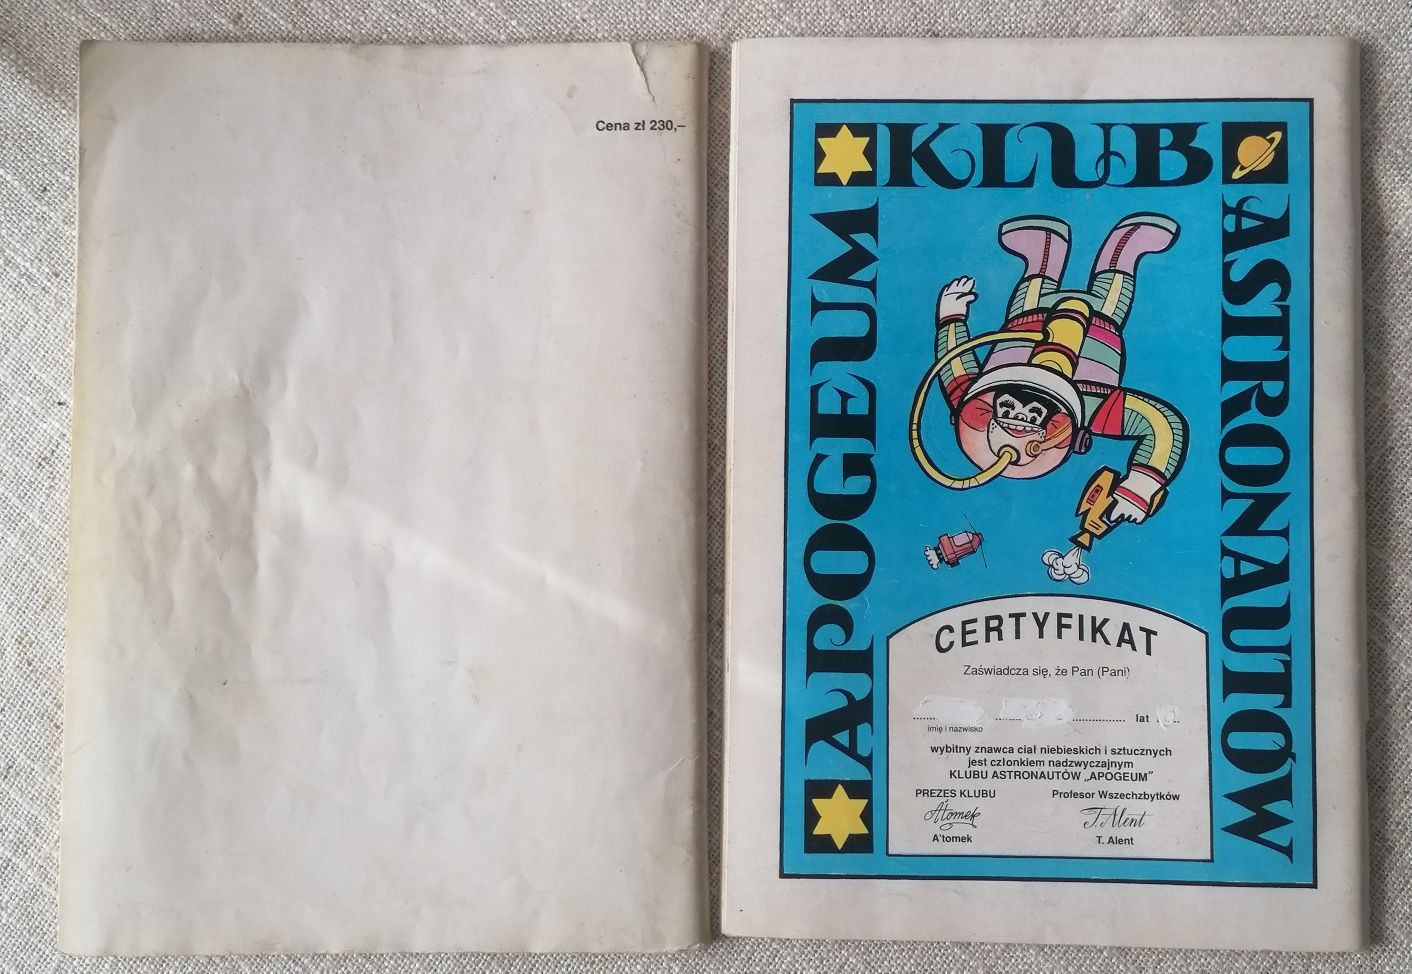 Cena zł 230,–
KLUB
ASTRONAUTÓW
APOGEUM
CERTYFIKAT
Zaświadcza się, że Pan (Pani)
lat
imię i nazwisko
wybitny znawca ciał niebieskich i sztucznych
jest członkiem nadzwyczajnym
KLUBU ASTRONAUTÓW „APOGEUM”
PREZES KLUBU Profesor Wszechzbytków
A'tomek T. Alent
A'tomek T. Alent